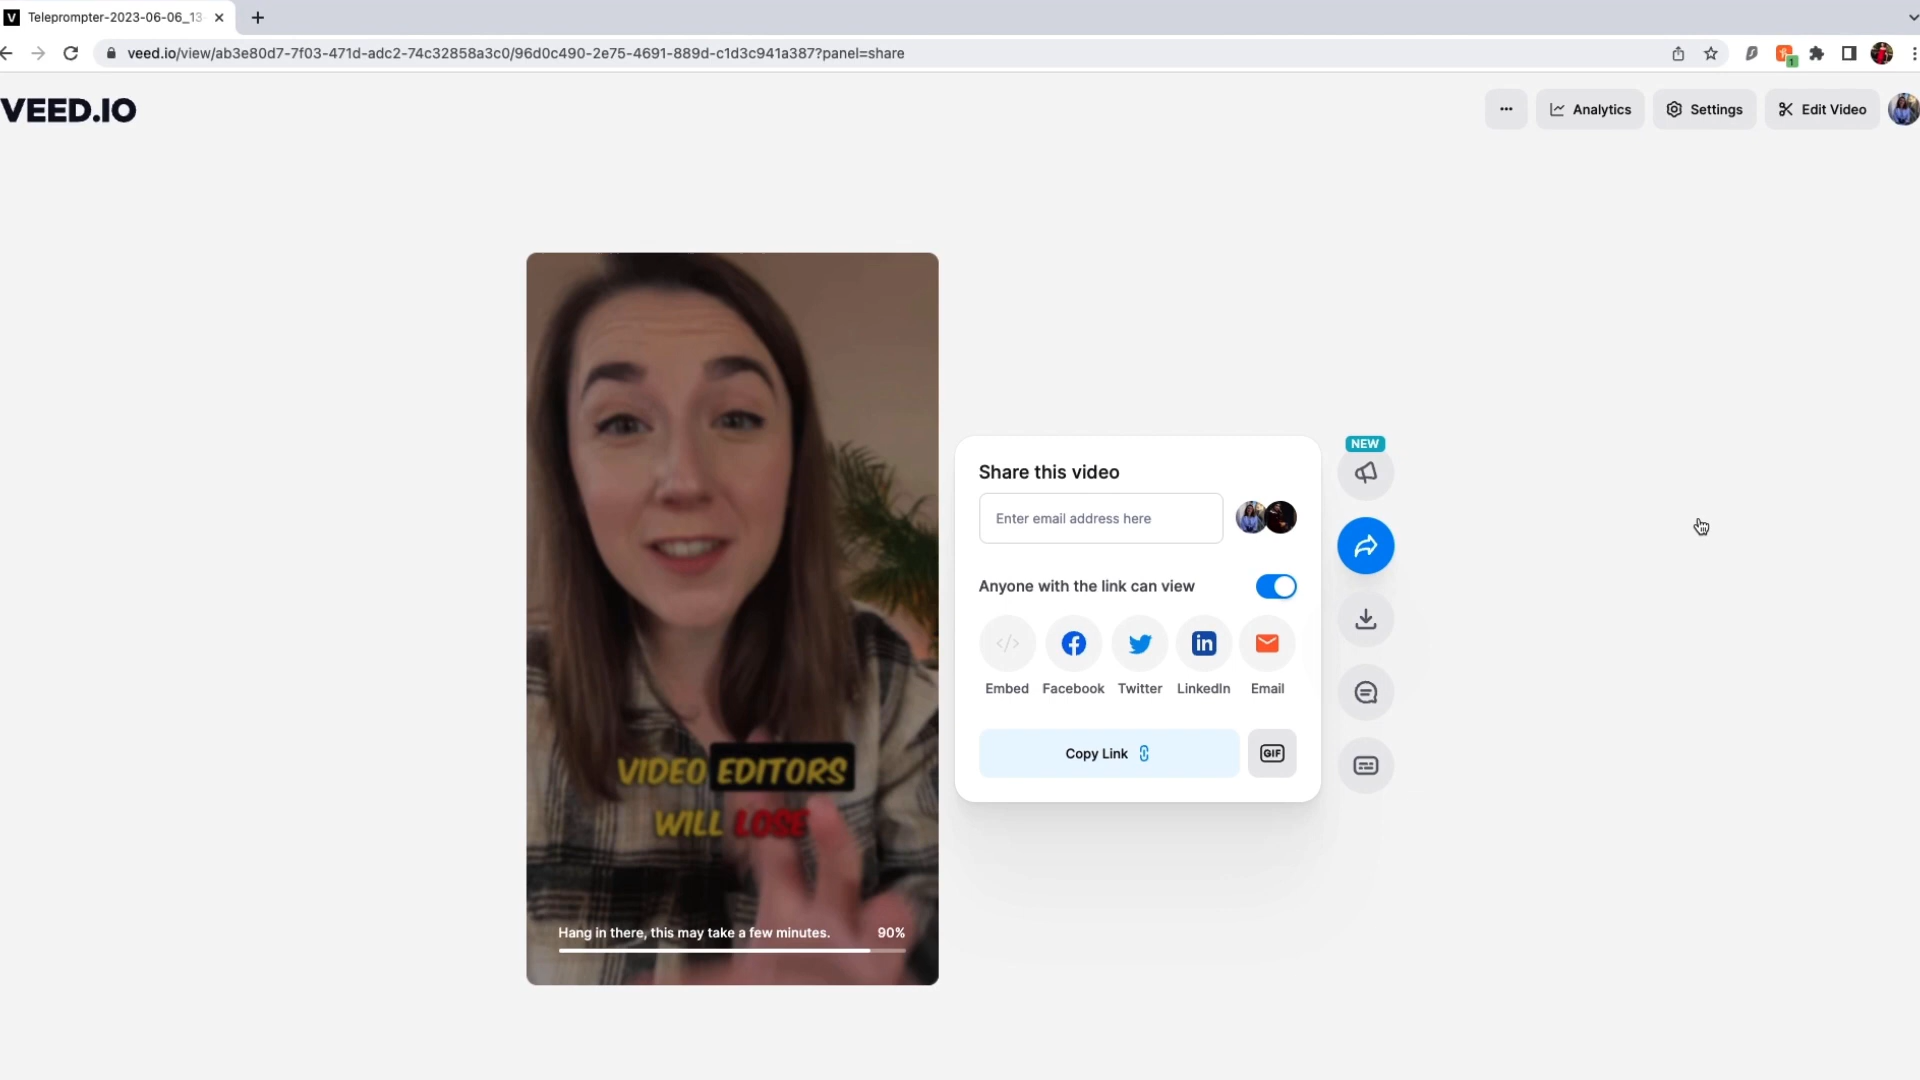 Teleprompter-2023-06-06_13
veed.io/view/ab3e80d7-7f03-471d-adc2-74c32858a3c0/96d0c490-2e75-4691-889d-c1d3c941a387?panel=share
1
VEED.IO
Analytics
Settings
Edit Video
NEW
Share this video
Enter email address here
Anyone with the link can view
Embed Facebook Twitter LinkedIn Email
Copy Link
GIF
VIDEO EDITORS
WILL LOSE
Hang in there, this may take a few minutes. 90%